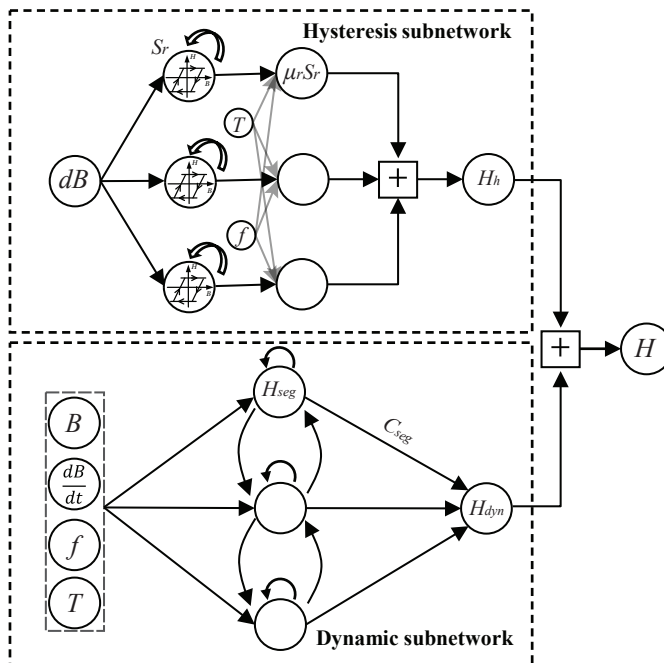 Hysteresis subnetwork
Sr
H
B
μrSr
T
dB
H
B
+
Hh
f
H
B
+
H
Hseg
B
Cseg
dB
dt
Hdyn
f
T
Dynamic subnetwork